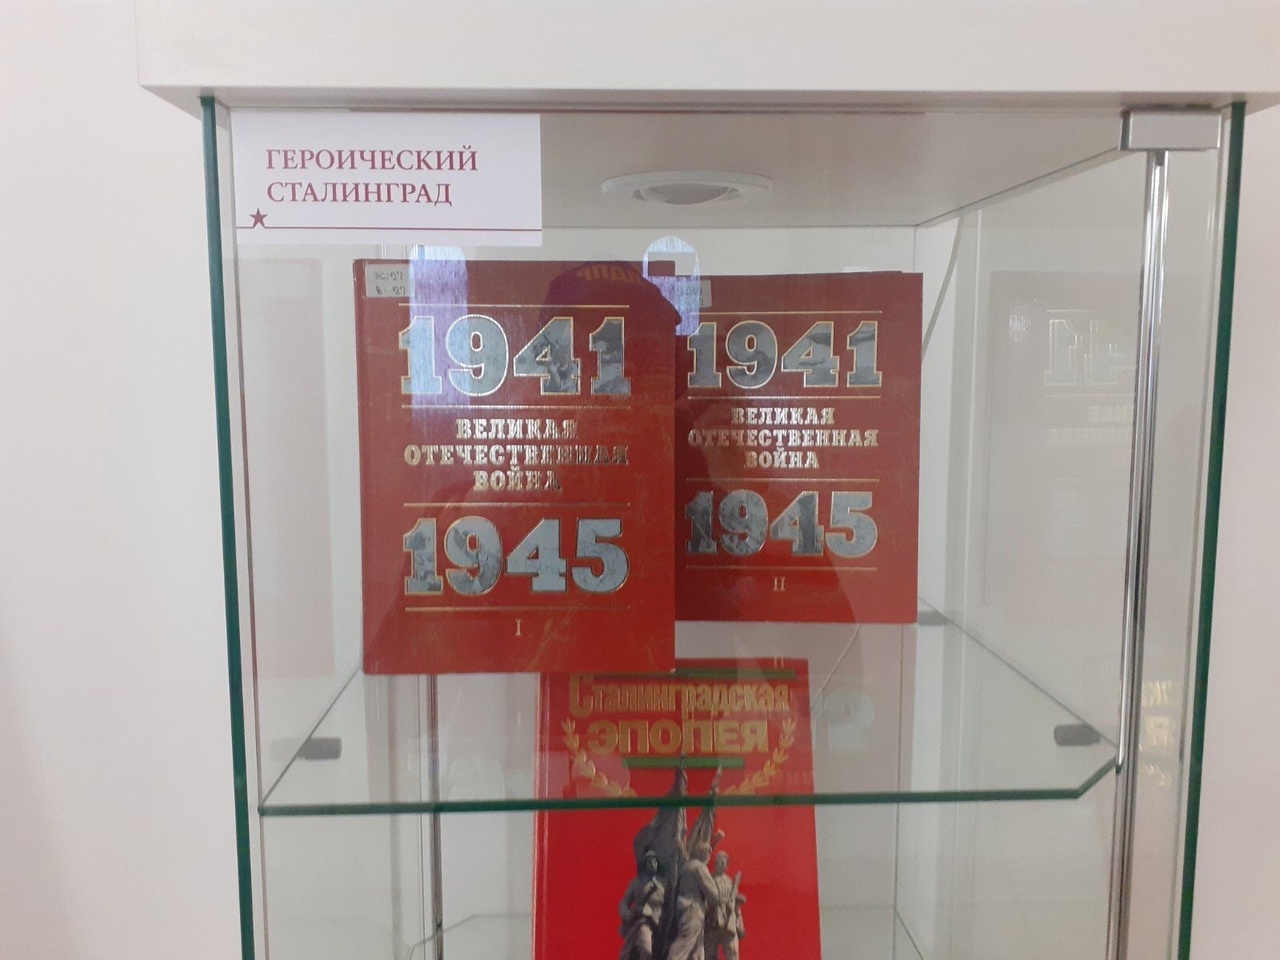 ГЕРОИЧЕСКИЙ
СТАЛИНГРАД
1941
ВЕЛИКАЯ
ОТЕЧЕСТВЕННАЯ
ВОЙНА
1945
I
1941
ВЕЛИКАЯ
ОТЕЧЕСТВЕННАЯ
ВОЙНА
1945
II
Сталинградская
ЭПОПЕЯ